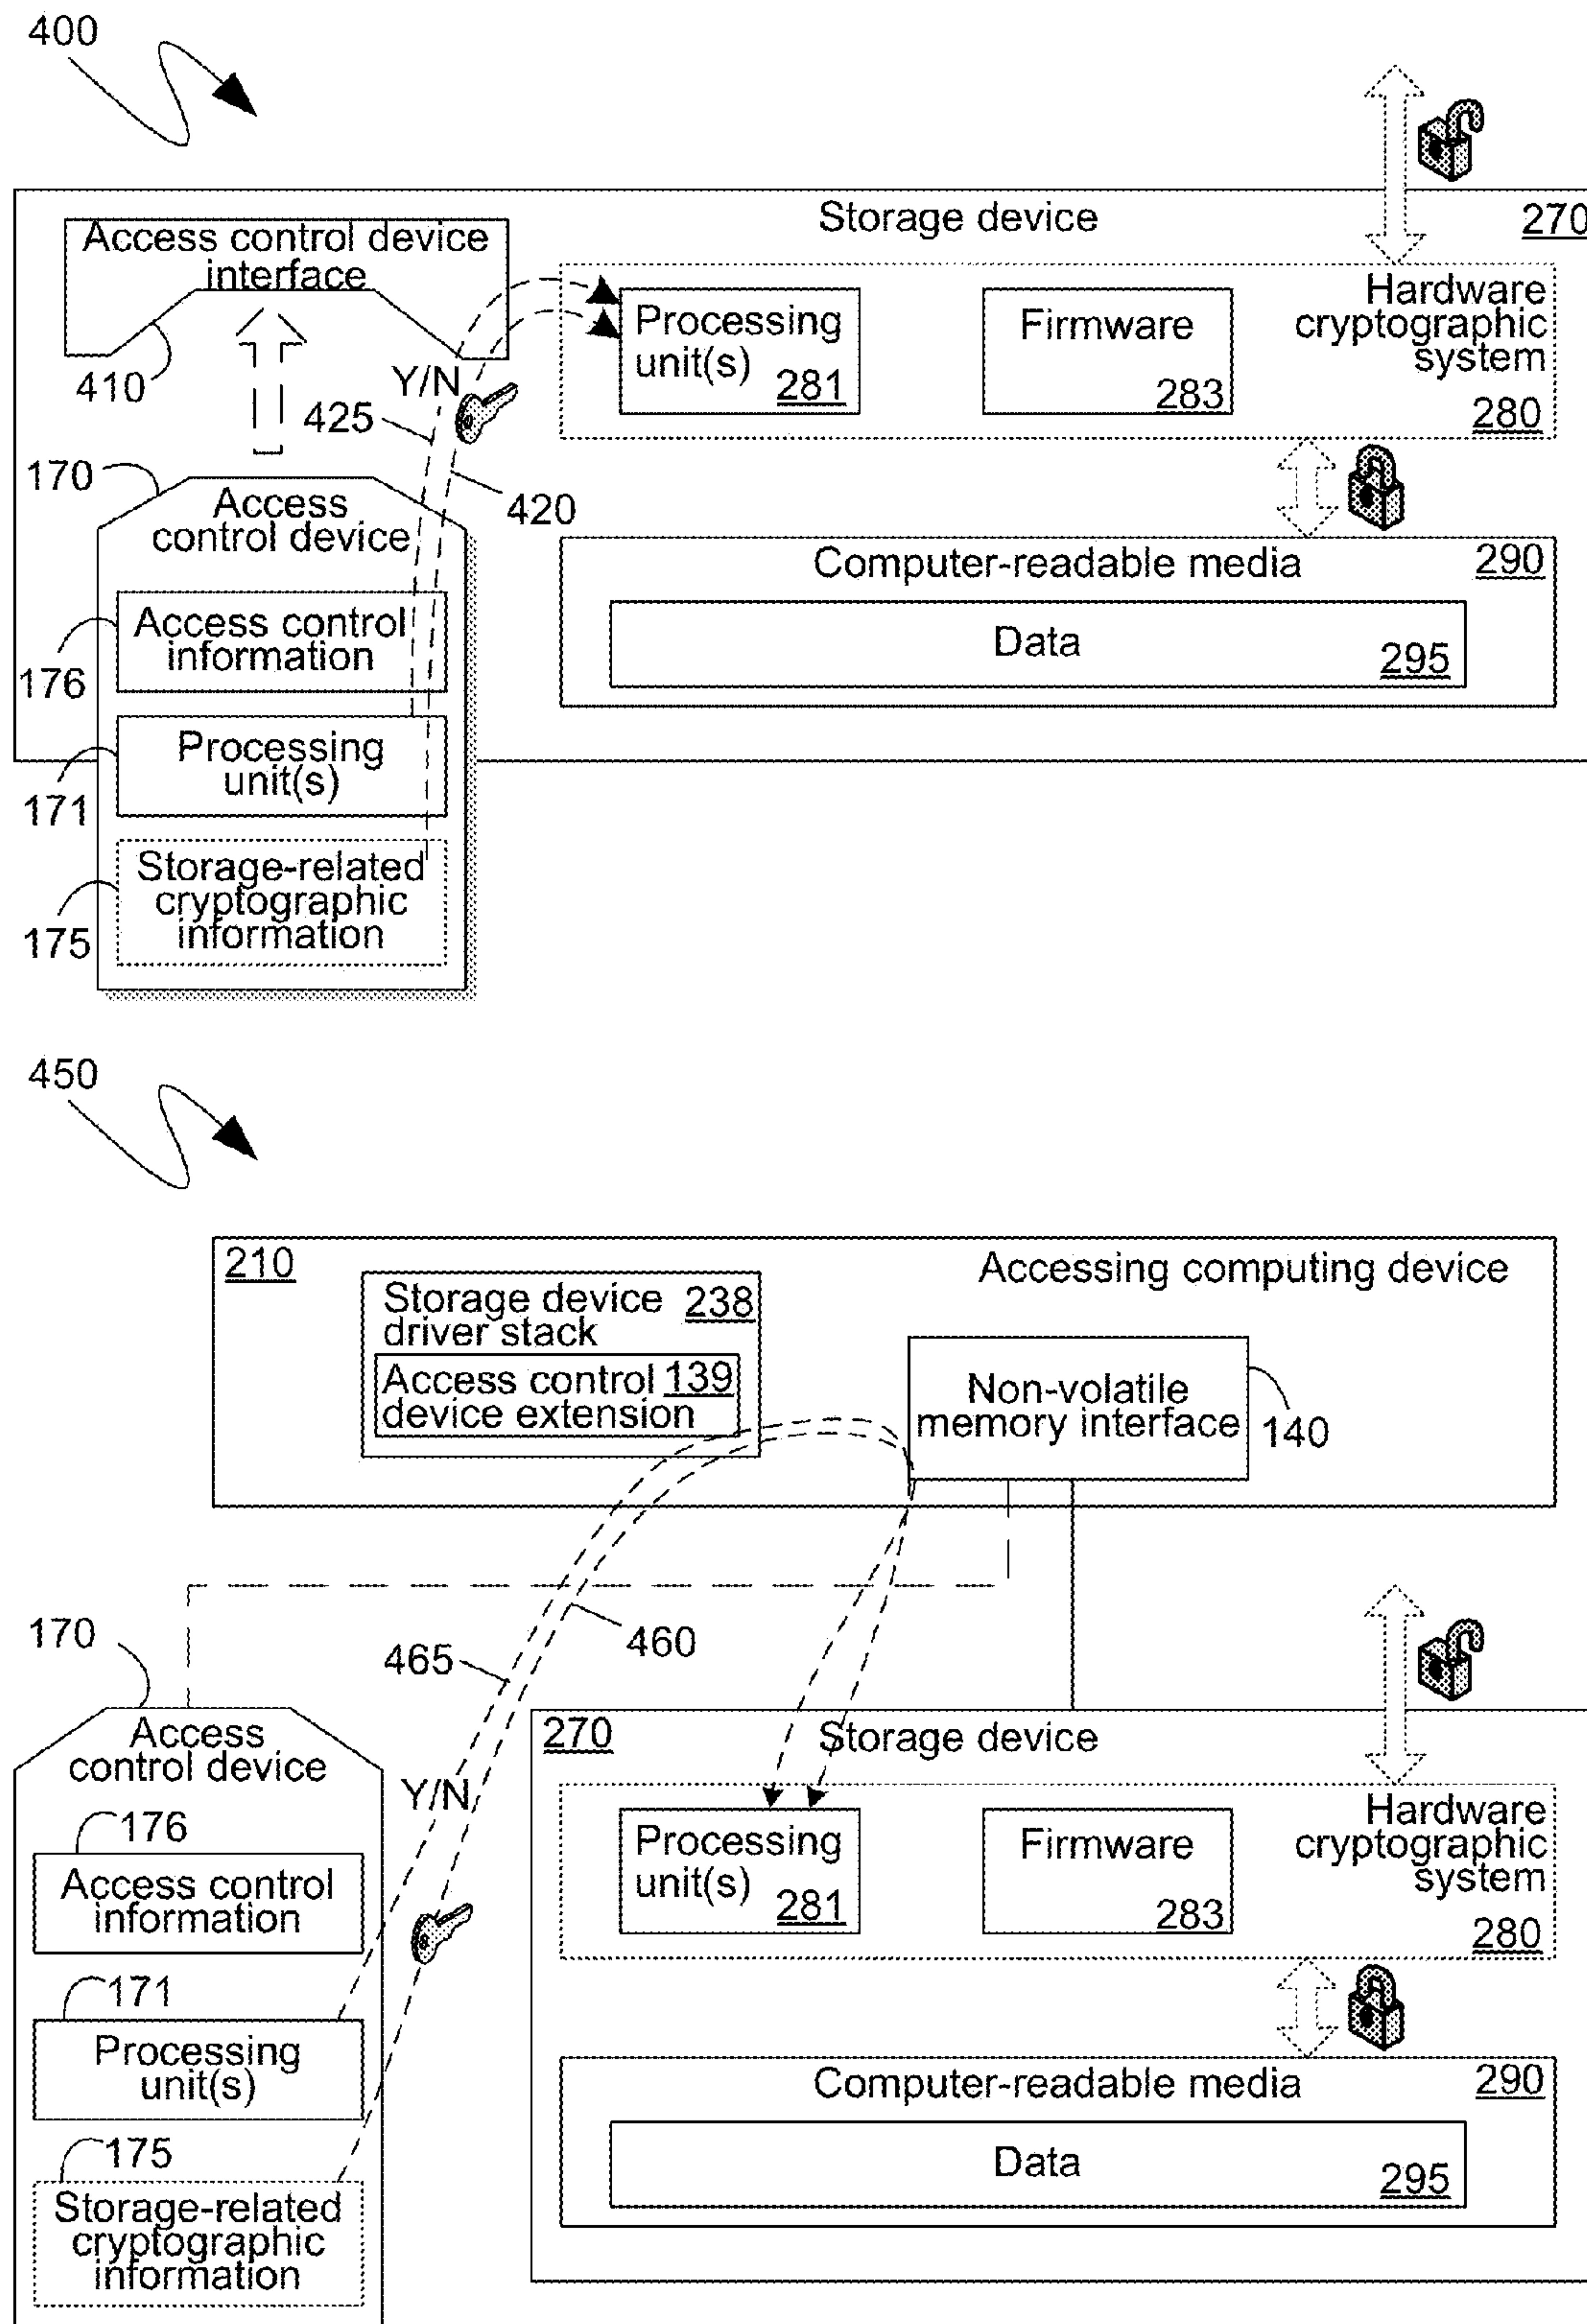 400
Storage device
270
Access control device
interface
410
Y/N
425
420
Processing
unit(s)
281
Firmware
283
Hardware
cryptographic
system
280
170
Access
control device
Access control
information
176
Processing
unit(s)
171
Storage-related
cryptographic
information
175
Computer-readable media
290
Data
295
450
210
Accessing computing device
Storage device
driver stack
238
Access control
device extension
139
Non-volatile
memory interface
140
465
460
170
Access
control device
Y/N
176
Access control
information
171
Processing
unit(s)
175
Storage-related
cryptographic
information
270
Storage device
Processing
unit(s)
281
Firmware
283
Hardware
cryptographic
system
280
Computer-readable media
290
Data
295